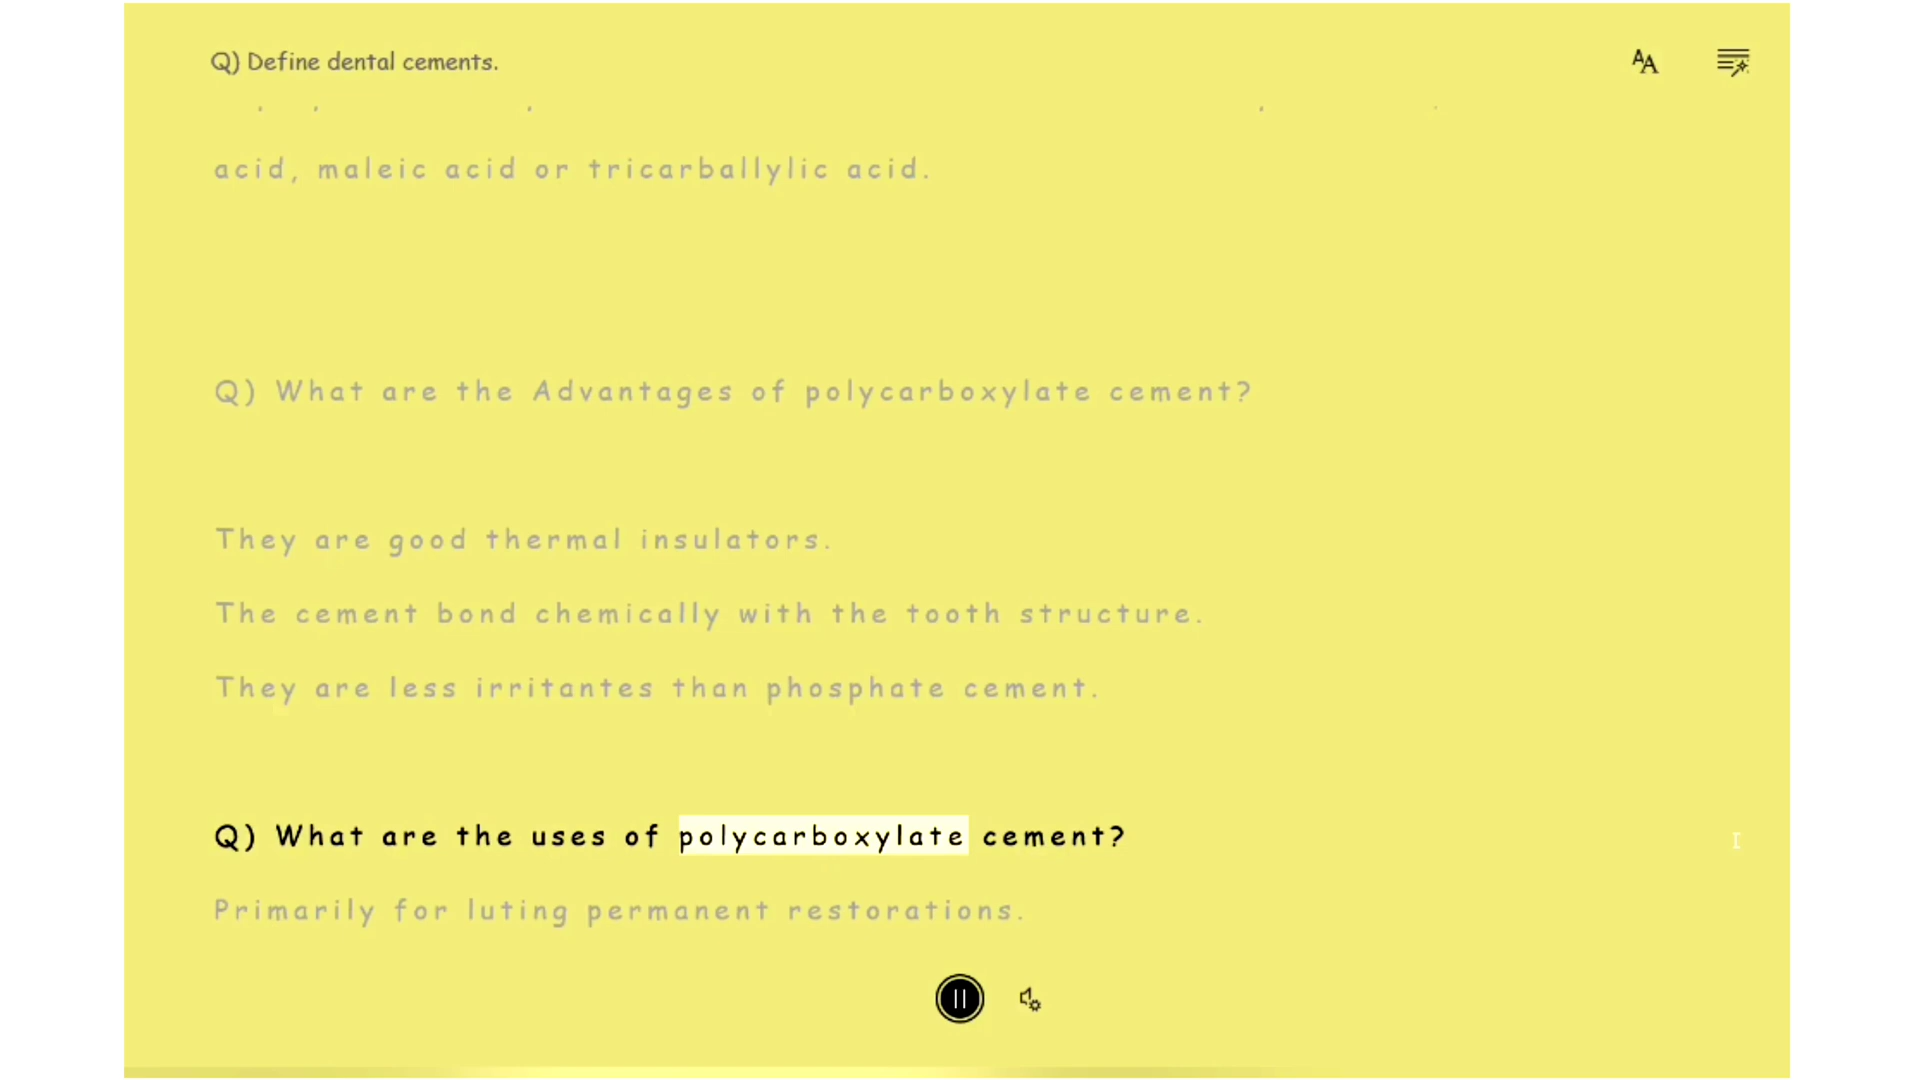 Q) Define dental cements.
acid, maleic acid or tricarballylic acid.
Q) What are the Advantages of polycarboxylate cement?
They are good thermal insulators.
The cement bond chemically with the tooth structure.
They are less irritantes than phosphate cement.
Q) What are the uses of polycarboxylate cement?
Primarily for luting permanent restorations.